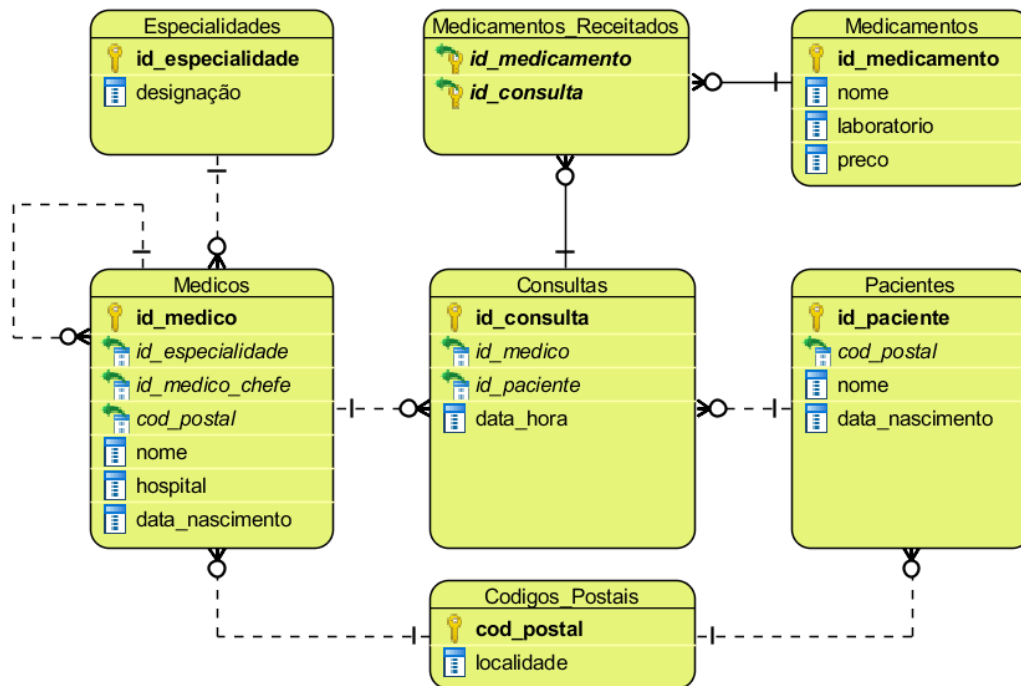 Especialidades
id_especialidade
designação
Medicamentos_Receitados
id_medicamento
id_consulta
Medicamentos
id_medicamento
nome
laboratorio
preco
Medicos
id_medico
id_especialidade
id_medico_chefe
cod_postal
nome
hospital
data_nascimento
Consultas
id_consulta
id_medico
id_paciente
data_hora
Pacientes
id_paciente
cod_postal
nome
data_nascimento
Codigos_Postais
cod_postal
localidade